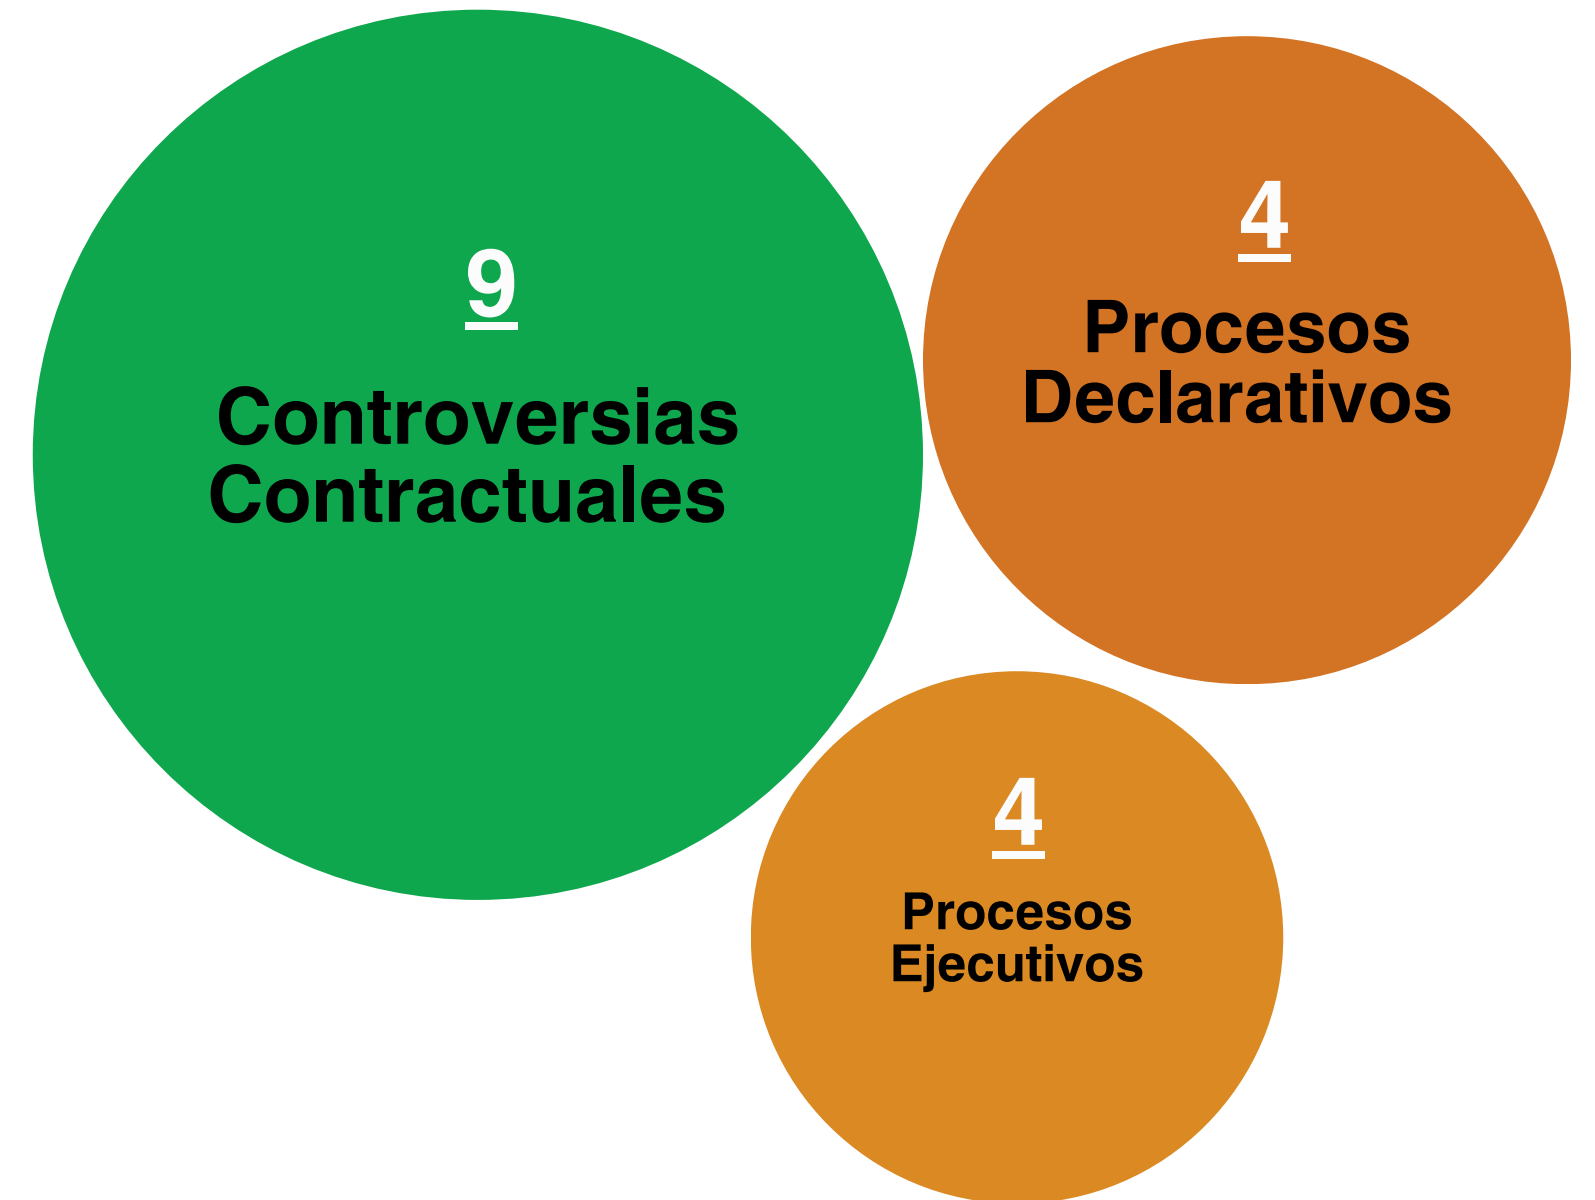 9
Controversias
Contractuales
4
Procesos
Declarativos
4
Procesos
Ejecutivos